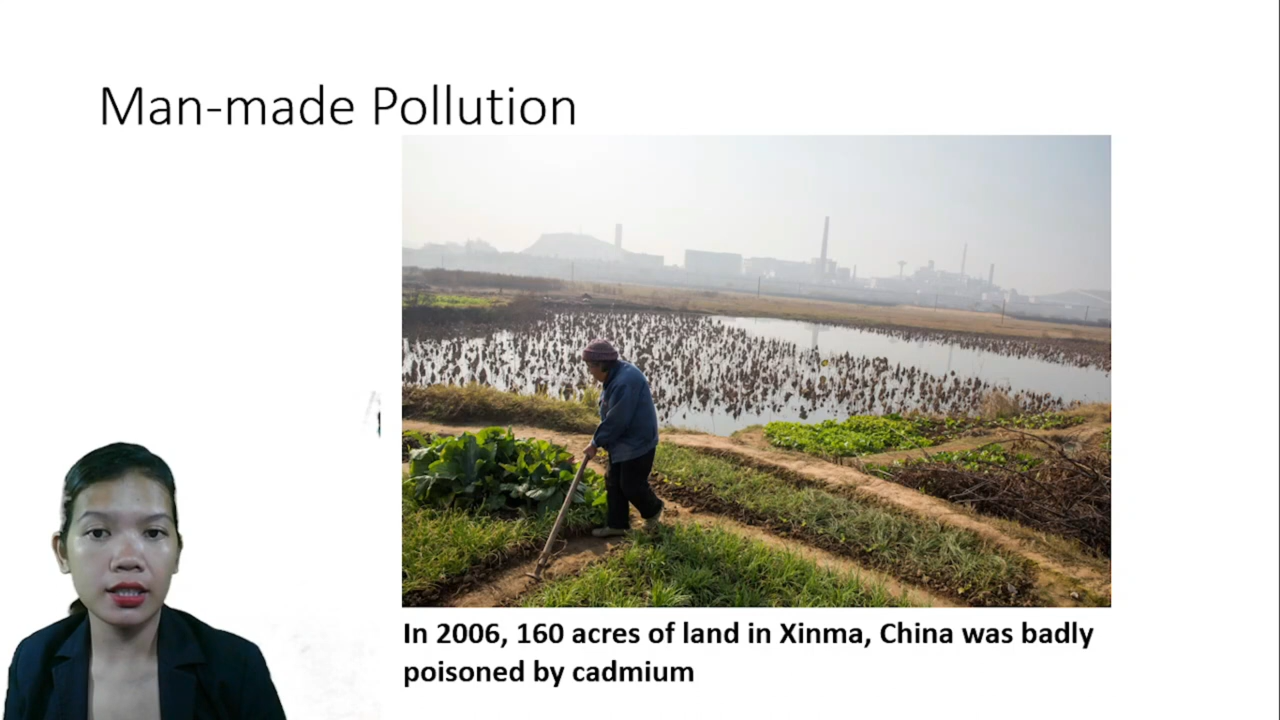 Man-made Pollution
In 2006, 160 acres of land in Xinma, China was badly
poisoned by cadmium